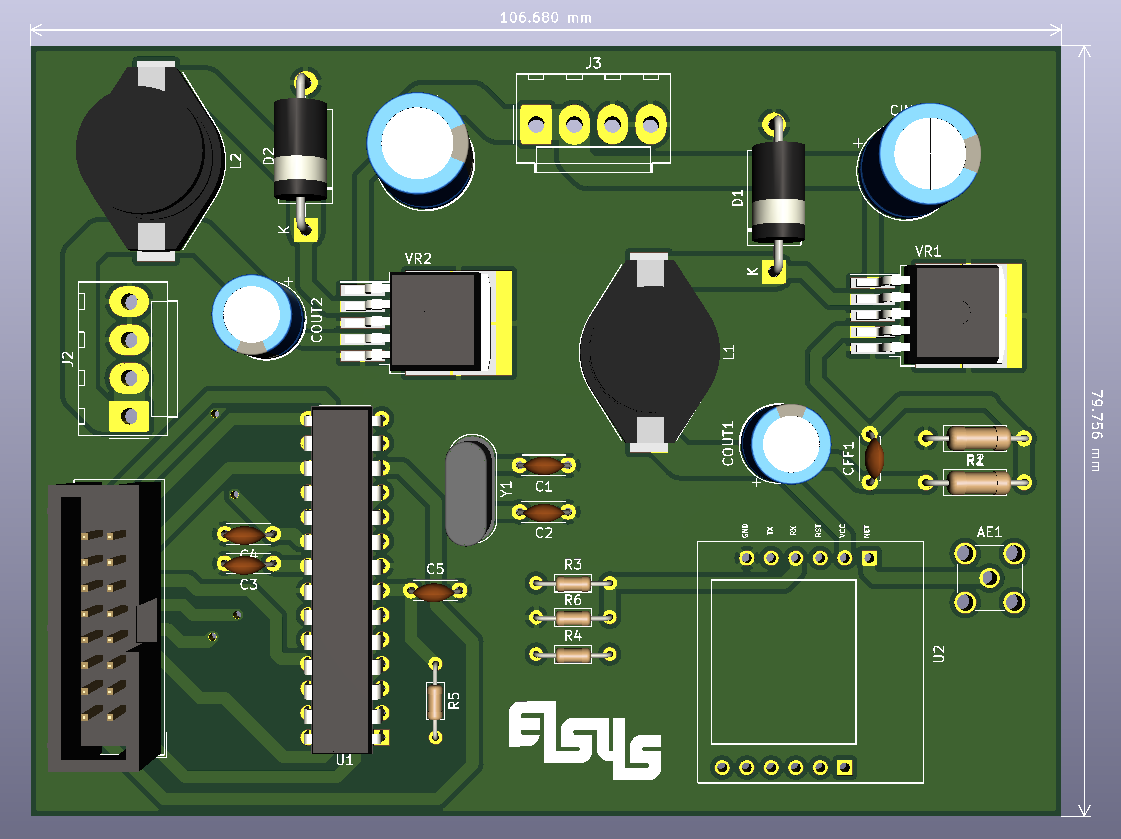 106.680 mm
J3
CIN
L2
D2
+
D1
K
VR2
VR1
K
+
COUT2
79.756 mm
J2
L1
COUT1
CFF1
R2
+
Y1
C1
C2
GND
TX
RX
RST
VCC
NET
AE1
C4
C3
C5
R3
R6
R4
U2
R5
ELSYS
U1